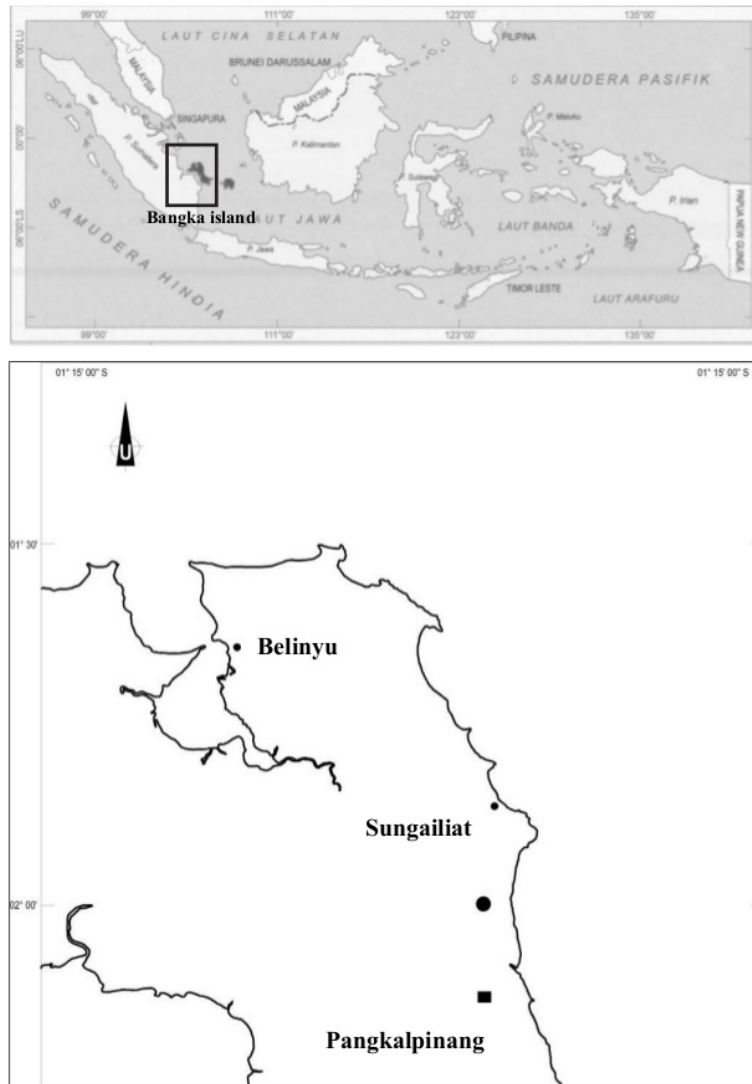 LAUT CINA SELATAN
PILIPINA
06°00'LU
MALAYSIA
BRUNEI DARUSSALAM
SAMUDERA PASIFIK
MALAYSIA
SINGAPURA
P. Maluku
00°00'
P. Sumatera
P. Kalimantan
P. Sulawesi
P. Irian
Bangka island
LAUT JAWA
PAPUA NEW GUINEA
06°00'LS
LAUT BANDA
P. Jawa
SAMUDERA HINDIA
TIMOR LESTE
LAUT ARAFURU
99°00'
111°00'
123°00'
135°00'
99°00'
111°00'
123°00'
135°00'
01° 15' 00" S
01° 15' 00" S
U
01° 30'
Belinyu
Sungailiat
02° 00'
Pangkalpinang